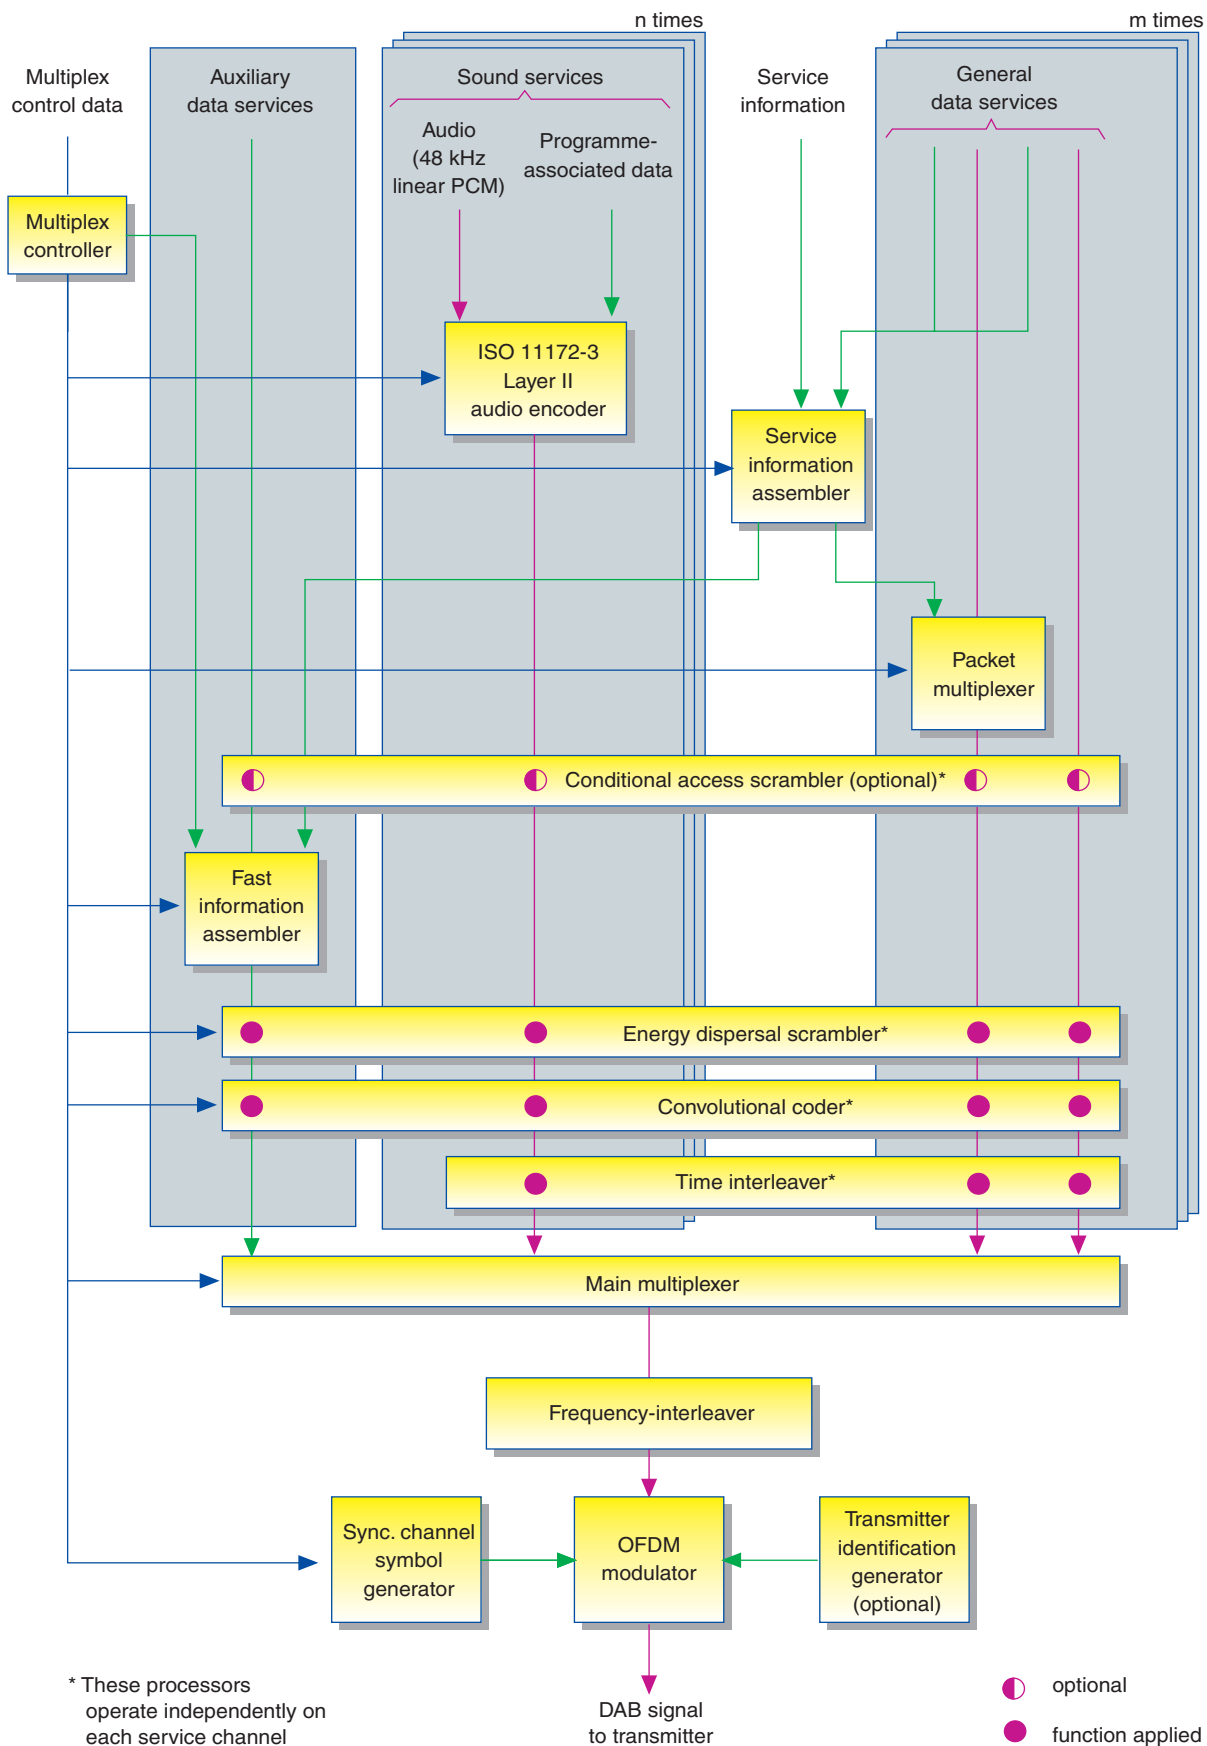 n times
m times
Multiplex
control data
Auxiliary
data services
Sound services
Service
information
General
data services
Audio
(48 kHz
linear PCM)
Programme-
associated data
Multiplex
controller
ISO 11172-3
Layer II
audio encoder
Service
information
assembler
Packet
multiplexer
Conditional access scrambler (optional)*
Fast
information
assembler
Energy dispersal scrambler*
Convolutional coder*
Time interleaver*
Main multiplexer
Frequency-interleaver
Sync. channel
symbol
generator
OFDM
modulator
Transmitter
identification
generator
(optional)
* These processors
operate independently on
each service channel
DAB signal
to transmitter
optional
function applied